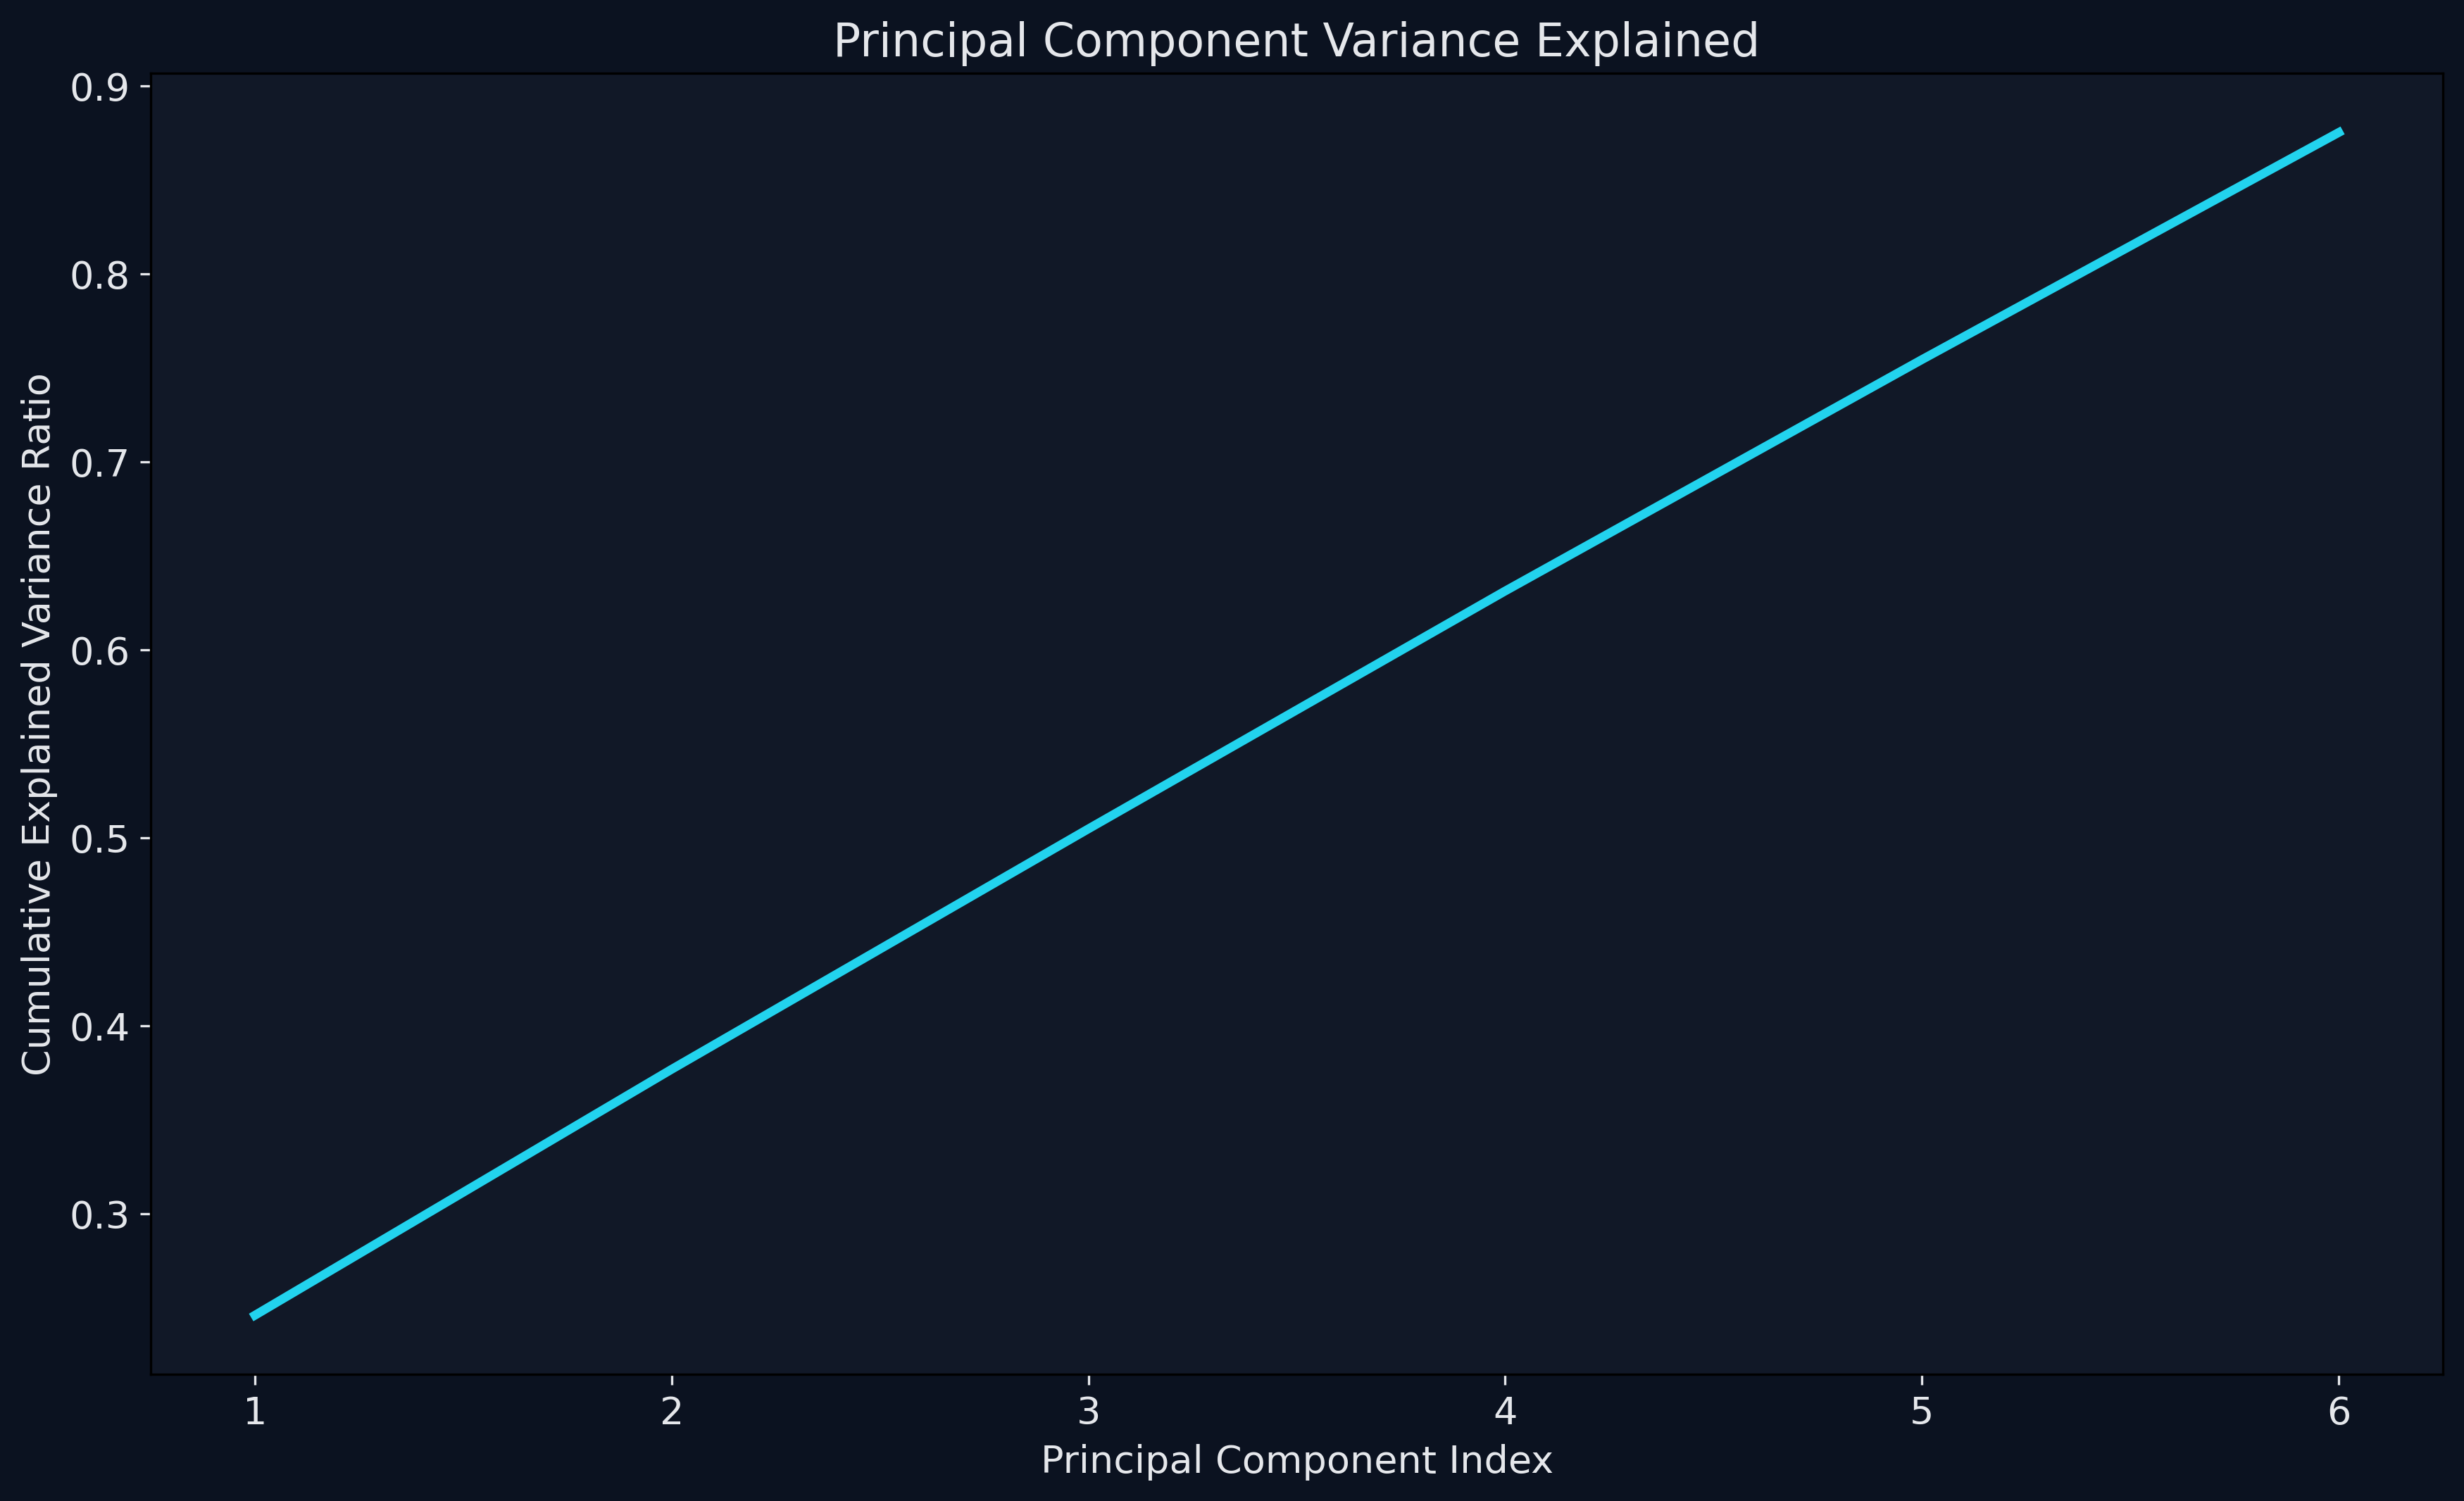 Principal Component Variance Explained
0.9
0.8
0.7
0.6
0.5
0.4
0.3
Cumulative Explained Variance Ratio
1 2 3 4 5 6
Principal Component Index